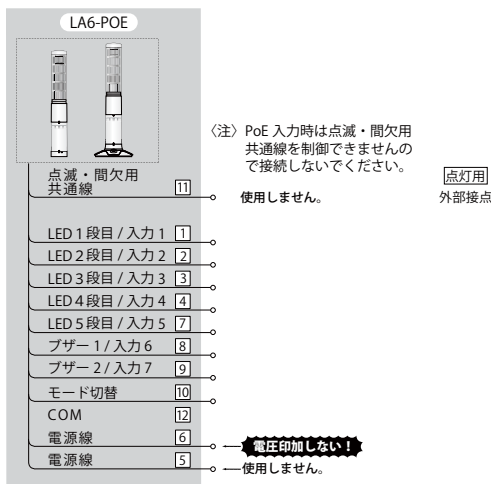 LA6-POE
〈注〉PoE 入力時は点滅・間欠用
共通線を制御できませんの
で接続しないでください。
点滅・間欠用
共通線 11
使用しません。
点灯用
外部接点
LED 1 段目 / 入力 1 1
LED 2 段目 / 入力 2 2
LED 3 段目 / 入力 3 3
LED 4 段目 / 入力 4 4
LED 5 段目 / 入力 5 7
ブザー 1 / 入力 6 8
ブザー 2 / 入力 7 9
モード切替 10
COM 12
電源線 6
電圧印加しない！
電源線 5
使用しません。